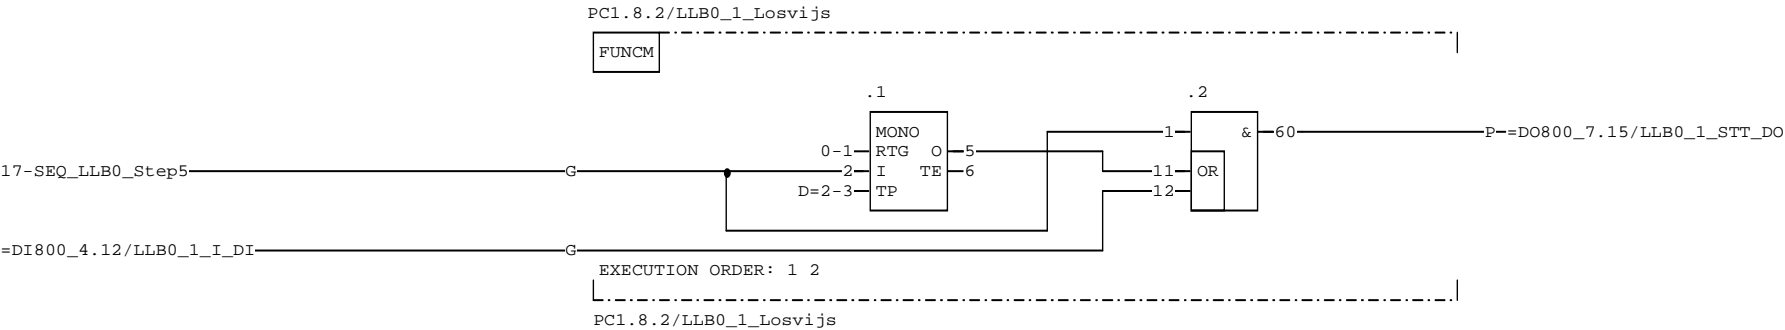 PC1.8.2/LLB0_1_Losvijs
FUNCM
.1 .2
MONO 1 & 60 P-=DO800_7.15/LLB0_1_STT_DO
0-1 RTG O 5
17-SEQ_LLB0_Step5 G 2 I TE 6 11 OR
D=2-3 TP 12
=DI800_4.12/LLB0_1_I_DI G
EXECUTION ORDER: 1 2
PC1.8.2/LLB0_1_Losvijs